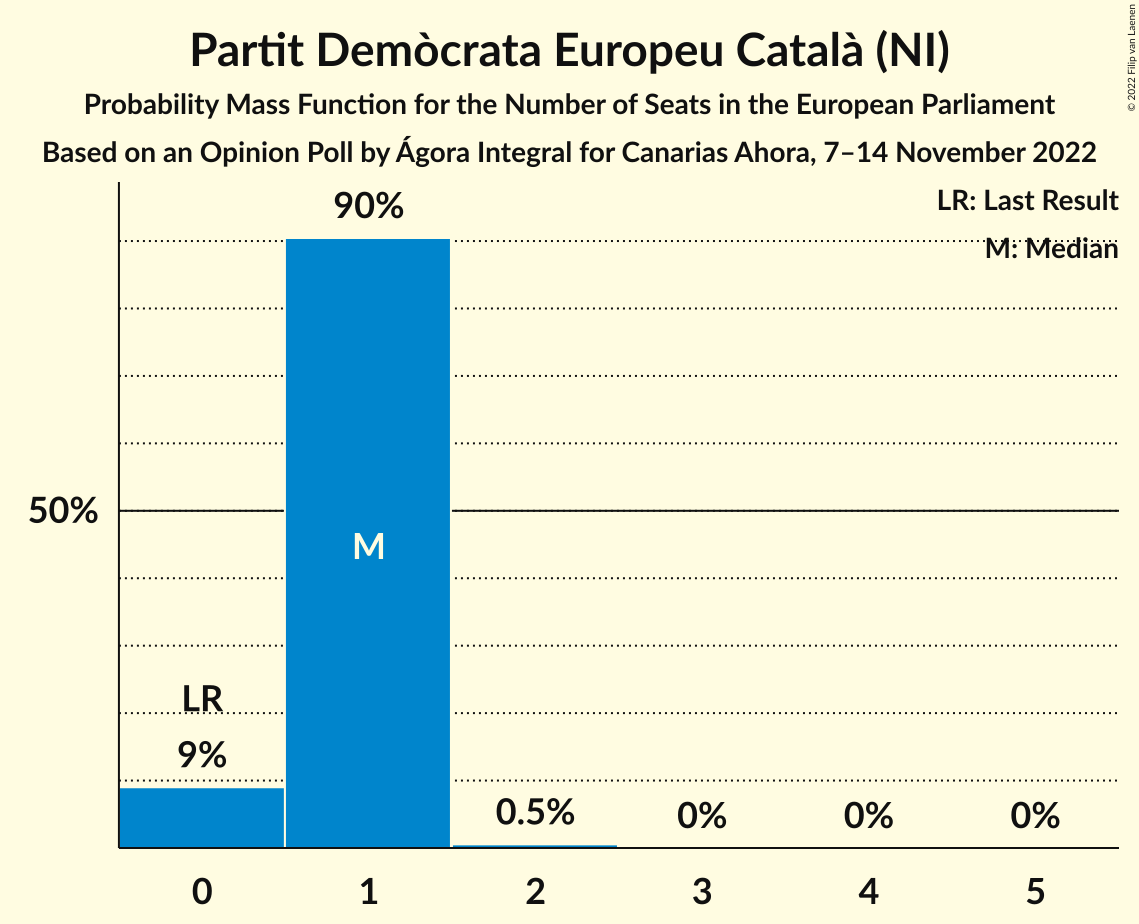 Partit Demòcrata Europeu Català (NI)
Probability Mass Function for the Number of Seats in the European Parliament
Based on an Opinion Poll by Ágora Integral for Canarias Ahora, 7–14 November 2022
© 2022 Filip van Laenen
LR: Last Result
M: Median
90%
50%
M
LR
9%
0.5%
0%
0%
0%
0 1 2 3 4 5